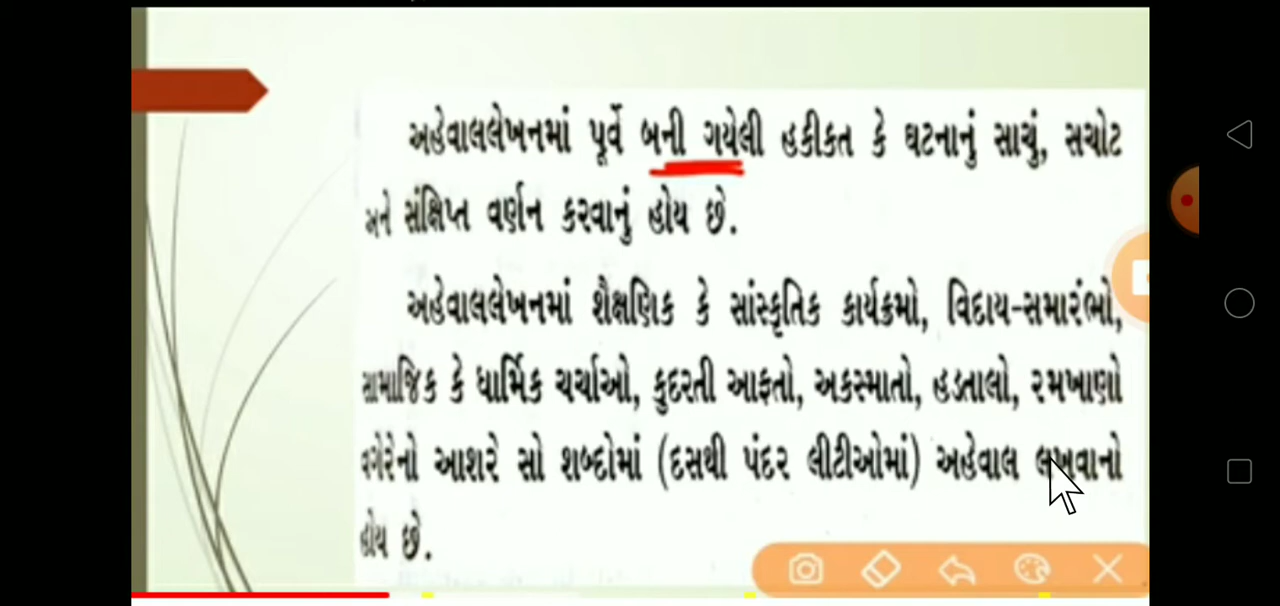 અહેવાલલેખનમાં પૂર્વે બની ગયેલી હકીકત કે ઘટનાનું સાચું, સચોટ
અને સંક્ષિપ્ત વર્ણન કરવાનું હોય છે.
અહેવાલલેખનમાં શૈક્ષણિક કે સાંસ્કૃતિક કાર્યક્રમો, વિદાય-સમારંભો,
સામાજિક કે ધાર્મિક ચર્ચાઓ, કુદરતી આફતો, અકસ્માતો, હડતાલો, રમખાણો
વગેરેનો આશરે સો શબ્દોમાં (દસથી પંદર લીટીઓમાં) અહેવાલ લખવાનો
હોય છે.